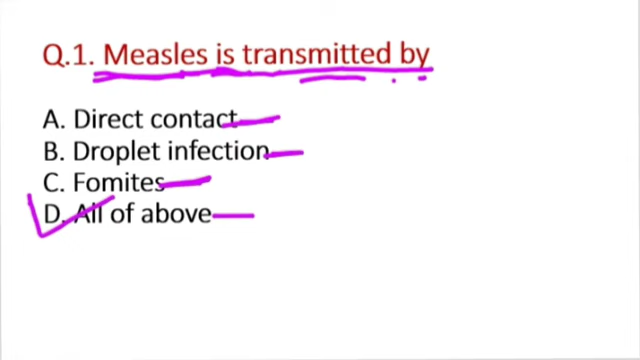 Q.1. Measles is transmitted by
A. Direct contact
B. Droplet infection
C. Fomites
D. All of above